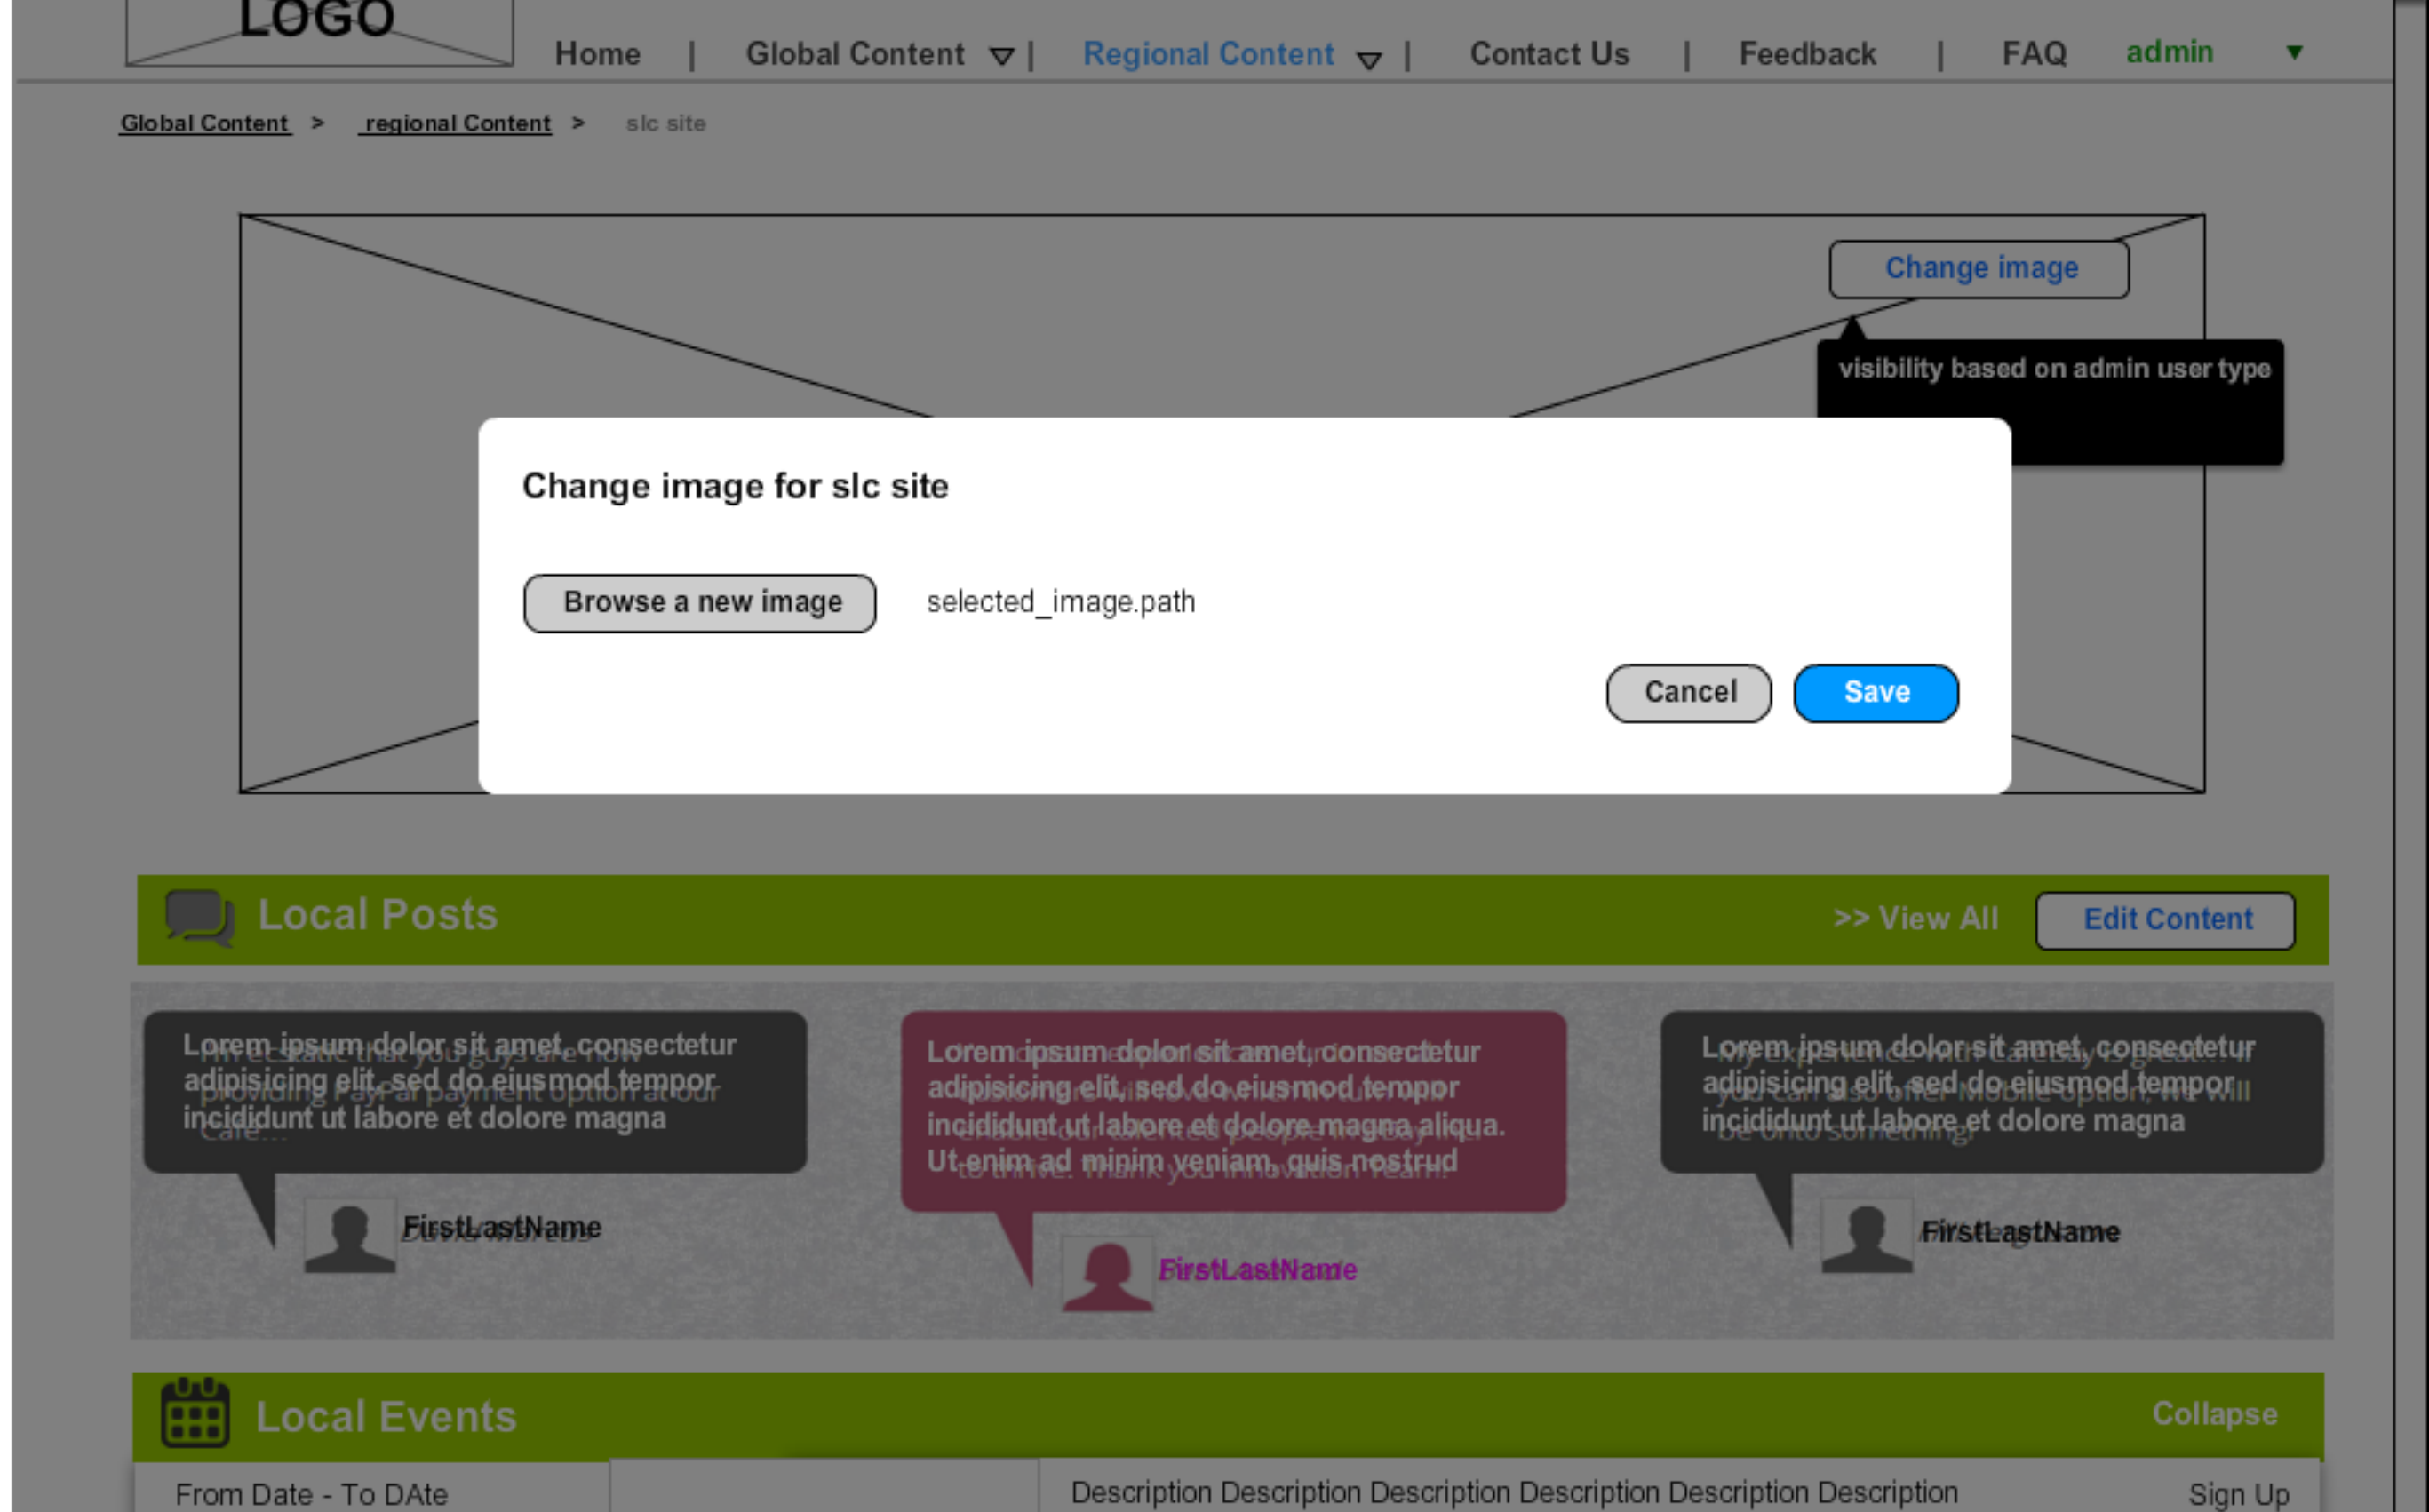 LOGO
Home | Global Content | Regional Content | Contact Us | Feedback | FAQ admin
Global Content > regional Content > slc site
Change image
visibility based on admin user type
Change image for slc site
Browse a new image selected_image.path
Cancel Save
Local Posts >> View All Edit Content
Lorem ipsum dolor sit amet, consectetur
adipisicing elit, sed do eiusmod tempor
incididunt ut labore et dolore magna
FirstLastName
Lorem ipsum dolor sit amet, consectetur
adipisicing elit, sed do eiusmod tempor
incididunt ut labore et dolore magna aliqua.
Ut enim ad minim veniam, quis nostrud
FirstLastName
Lorem ipsum dolor sit amet, consectetur
adipisicing elit, sed do eiusmod tempor
incididunt ut labore et dolore magna
FirstLastName
Local Events Collapse
From Date - To DAte
Description Description Description Description Description Description
Sign Up